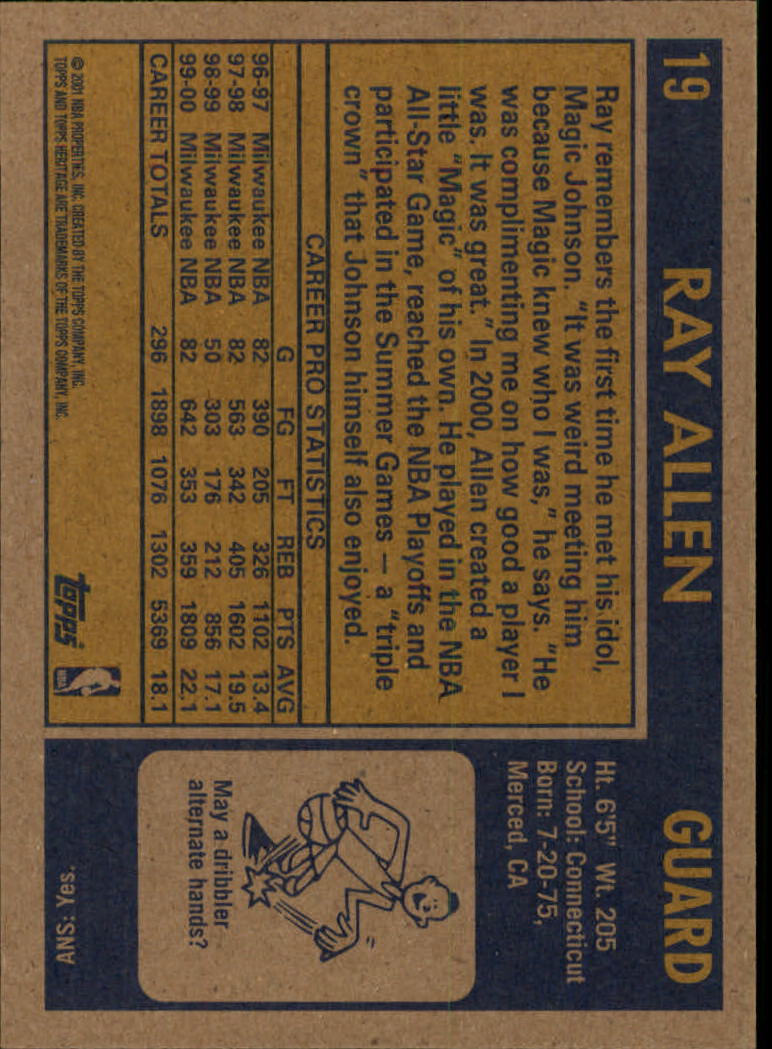 19 RAY ALLEN GUARD
Ray remembers the first time he met his idol,
Magic Johnson. "It was weird meeting him
because Magic knew who I was," he says. "He
was complimenting me on how good a player I
was. It was great." In 2000, Allen created a
little "Magic" of his own. He played in the NBA
All-Star Game, reached the NBA Playoffs and
participated in the Summer Games — a "triple
crown" that Johnson himself also enjoyed.
CAREER PRO STATISTICS
G FG FT REB PTS AVG
96-97 Milwaukee NBA 82 390 205 326 1102 13.4
97-98 Milwaukee NBA 82 563 342 405 1602 19.5
98-99 Milwaukee NBA 50 303 176 212 856 17.1
99-00 Milwaukee NBA 82 642 353 359 1809 22.1
CAREER TOTALS 296 1898 1076 1302 5369 18.1
© 2001 NBA PROPERTIES, INC. CREATED BY THE TOPPS COMPANY, INC.
TOPPS AND TOPPS HERITAGE ARE TRADEMARKS OF THE TOPPS COMPANY, INC.
topps
NBA
Ht. 6'5" Wt. 205
School: Connecticut
Born: 7-20-75,
Merced, CA
May a dribbler
alternate hands?
ANS: Yes.